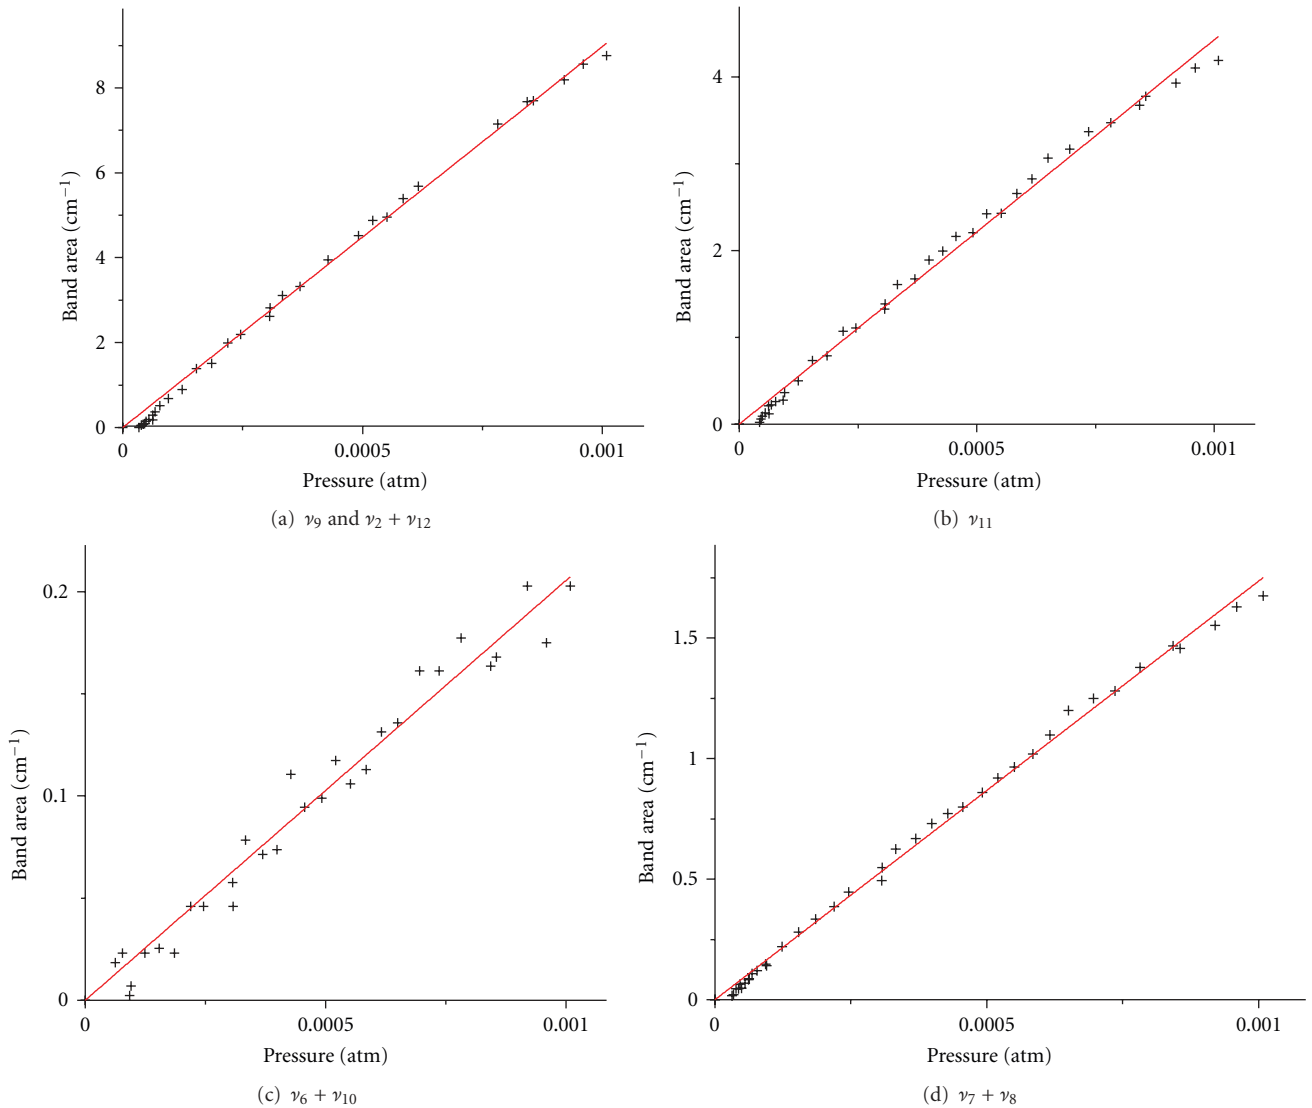 8
6
4
2
0
Band area (cm⁻¹)
0 0.0005 0.001
Pressure (atm)
(a) ν₉ and ν₂ + ν₁₂
4
2
0
Band area (cm⁻¹)
0 0.0005 0.001
Pressure (atm)
(b) ν₁₁
0.2
0.1
0
Band area (cm⁻¹)
0 0.0005 0.001
Pressure (atm)
(c) ν₆ + ν₁₀
1.5
1
0.5
0
Band area (cm⁻¹)
0 0.0005 0.001
Pressure (atm)
(d) ν₇ + ν₈